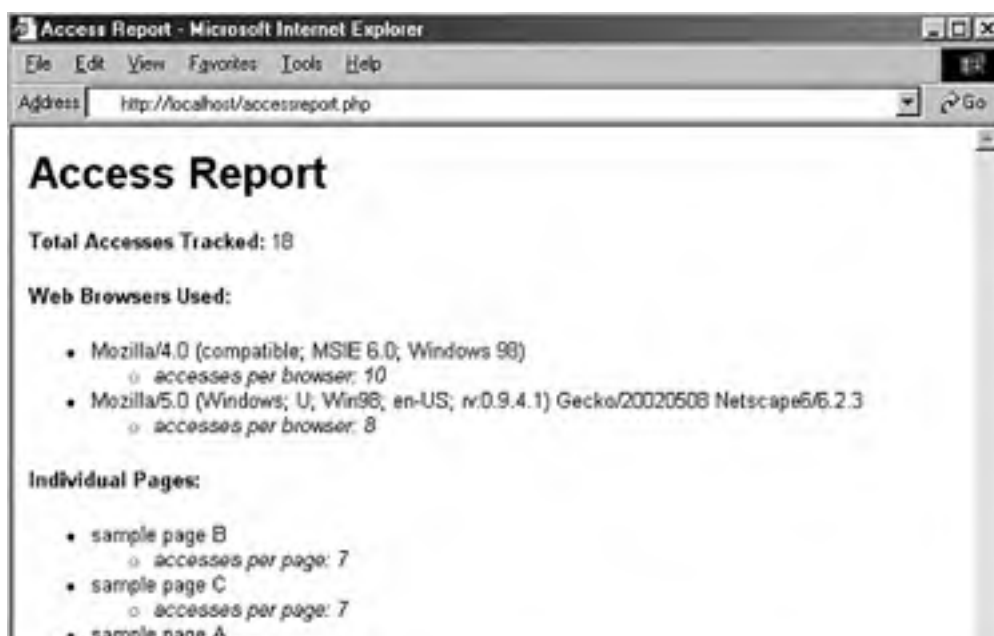 Access Report - Microsoft Internet Explorer
File Edit View Favorites Tools Help
Address http://localhost/accessreport.php Go
Access Report
Total Accesses Tracked: 18
Web Browsers Used:
• Mozilla/4.0 (compatible; MSIE 6.0; Windows 98)
○ accesses per browser: 10
• Mozilla/5.0 (Windows; U; Win98; en-US; rv:0.9.4.1) Gecko/20020508 Netscape6/6.2.3
○ accesses per browser: 8
Individual Pages:
• sample page B
○ accesses per page: 7
• sample page C
○ accesses per page: 7
• sample page A